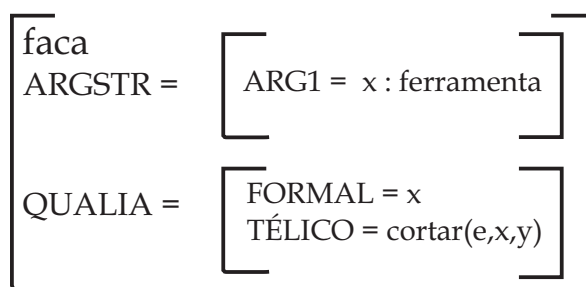 faca
ARGSTR = ARG1 = x : ferramenta
QUALIA = FORMAL = x
TÉLICO = cortar(e,x,y)